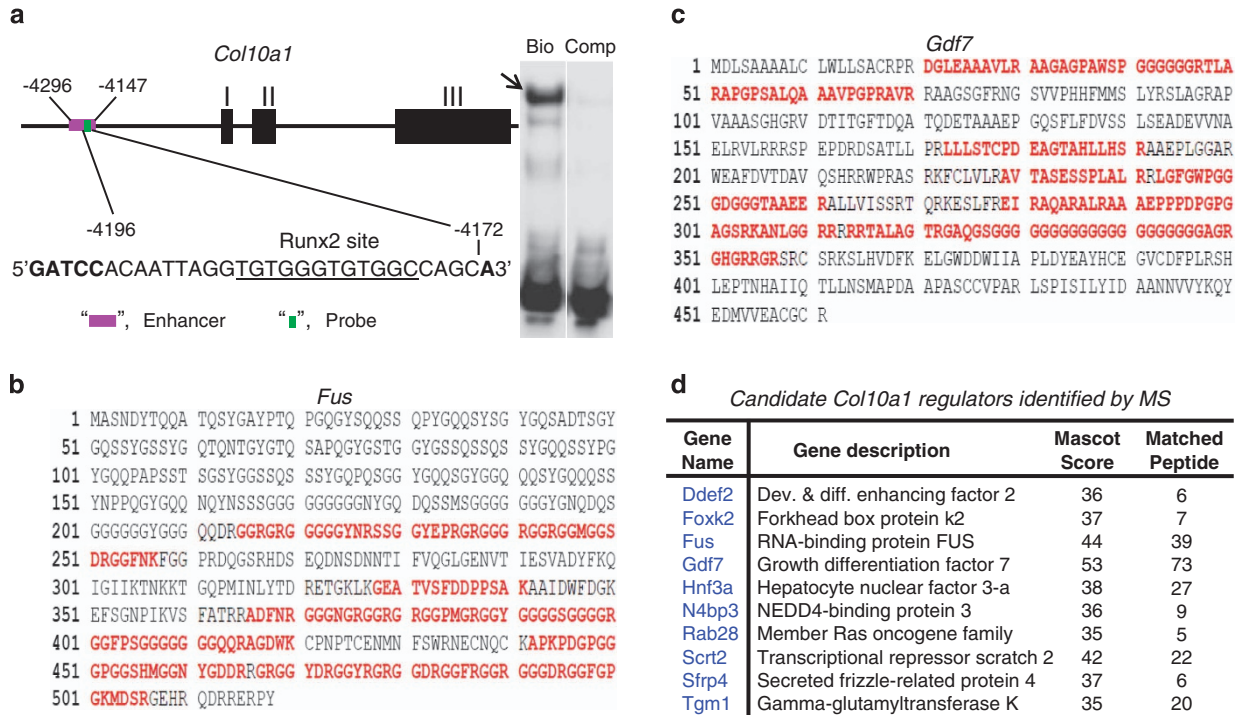 a
Col10a1
-4296
-4147
I II III
Bio Comp
-4196
-4172
Runx2 site
5'GATCCACAATTAGGTGTGGGTGTGGCCAGCA3'
“ ”, Enhancer “ ”, Probe
b
Fus
1 MASNDYTQQA TQSYGAYPTQ PGQGYSQQSS QPYGQQSYSG YGQSADTSGY
51 GQSSYGSSYG QTQNTGYGTQ SAPQGYGSTG GYGSSQSSQS SYGQQSSYPG
101 YGQQPAPSST SGSYGGSSQS SSYGQPQSGG YGQQSGYGGQ QQSYGQQQSS
151 YNPPQGYGQQ NQYNSSSGGG GGGGGGNYGQ DQSSMSGGGG GYGNQDQS
201 GGGGGGYGGG QQDRGGRGRG GGGGYNRSSG GYEPRGRGGG RGGRGGMGGS
251 DRGGFNKFGG PRDQGSRHDS EQDNSDNNTI FVQGLGENVT IESVADYFKQ
301 IGIIKTNKKT GQPMINLYTD RETGKLKGEA TVSFDDPPSA KAAIDWFDGK
351 EFSGNPIKVS FATRRADFNR GGGNGRGGRG RGGPMGRGGY GGGGSGGGGR
401 GGFPSGGGGG GGQQRAGDWK CPNPTCENMN FSWRNECNQC KAPKPDGPGG
451 GPGGSHMGGN YGDDRRGRGG YDRGGYRGRG GDRGGFRGGR GGGDRGGFGP
501 GKMDSRGEHR QDRRERPY
c
Gdf7
1 MDLSAAAALC LWLLSACRPR DGLEAAAVLR AAGAGPAWSP GGGGGGRTLA
51 RAPGPSALQA AAVPGPRAVR RAAGSGFRNG SVVPHHFMMS LYRSLAGRAP
101 VAAASGHGRV DTITGFTDQA TQDETAAAEP GQSFLFDVSS LSEADEVVNA
151 ELRVLRRRSP EPDRDSATLL PRLLLSTCPD EAGTAHLLHS RAAEPLGGAR
201 WEAFDVTDAV QSHRRWPRAS RKFCLVLRAV TASESSPLAL RRLGFGWPGG
251 GDGGGTAAEE RALLVISSRT QRKESLFREI RAQARALRAA AEPPPDPGPG
301 AGSRKANLGG RRRRRTALAG TRGAQGSGGG GGGGGGGGGG GGGGGGGAGR
351 GHGRRGRSRC SRKSLHVDFK ELGWDDWIIA PLDYEAYHCE GVCDFPLRSH
401 LEPTNHAIIQ TLLNSMAPDA APASCCVPAR LSPISILYID AANNVVYKQY
451 EDMVVEACGC R
d
Candidate Col10a1 regulators identified by MS
Gene Name Gene description Mascot Score Matched Peptide
Ddef2 Dev. & diff. enhancing factor 2 36 6
Foxk2 Forkhead box protein k2 37 7
Fus RNA-binding protein FUS 44 39
Gdf7 Growth differentiation factor 7 53 73
Hnf3a Hepatocyte nuclear factor 3-a 38 27
N4bp3 NEDD4-binding protein 3 36 9
Rab28 Member Ras oncogene family 35 5
Scrt2 Transcriptional repressor scratch 2 42 22
Sfrp4 Secreted frizzle-related protein 4 37 6
Tgm1 Gamma-glutamyltransferase K 35 20